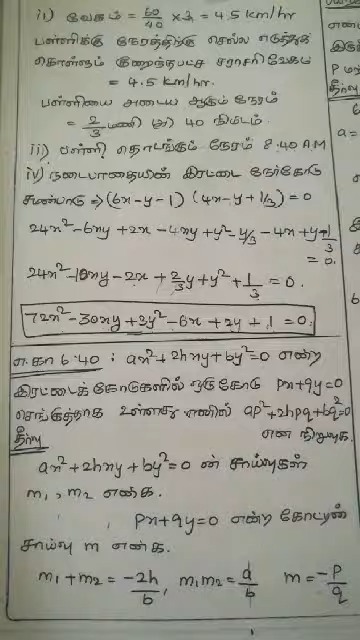 ii) வேகம் = 60/40 × 3 = 4.5 km/hr
பள்ளிக்கு நேரத்திற்கு செல்ல எடுத்துக்
கொள்ளும் குறைந்தபட்ச சராசரிவேகம்
= 4.5 km/hr.
பள்ளியை அடைய ஆகும் நேரம்
= 2/3 மணி (அ) 40 நிமிடம்.
iii) பள்ளி தொடங்கும் நேரம் 8.40 A.M
iv) நடைபாதையின் இரட்டை நேர்கோடு
சமன்பாடு => (6x-y-1) (4x-y+1/3) = 0
24x²-6xy+2x-4xy+y²-y/3-4x+y-1/3
= 0.
24x²-10xy-2x+2/3y+y²+1/3 = 0.
72x²-30xy+3y²-6x+2y+1 = 0.
எ.கா 6.40 : ax²+2hxy+by²=0 என்ற
இரட்டைக் கோடுகளில் ஒருகோடு px+qy=0
செங்குத்தாக உள்ளது எனில் ap²+2hpq+bq²=0
தீர்வு என நிறுவுக.
ax²+2hxy+by²=0 ன் சாய்வுகள்
m₁, m₂ என்க.
px+qy=0 என்ற கோட்டின்
சாய்வு m என்க.
m₁+m₂ = -2h/b, m₁m₂ = a/b m = -p/q